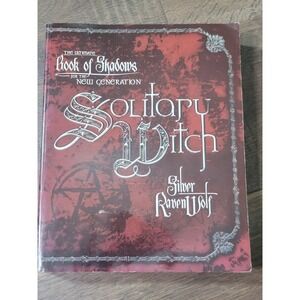 THE ULTIMATE
Book of Shadows
FOR THE
NEW GENERATION
Solitary
Witch
Silver
RavenWolf